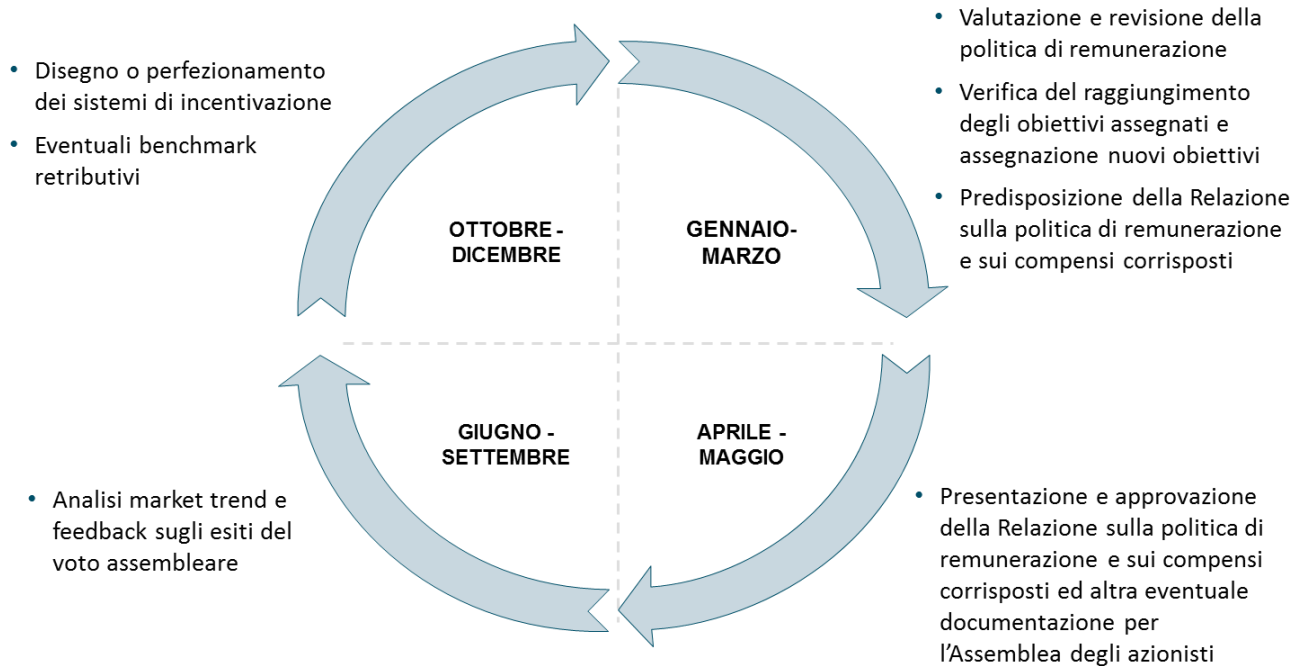 • Disegno o perfezionamento
dei sistemi di incentivazione
• Eventuali benchmark
retributivi
OTTOBRE -
DICEMBRE
GENNAIO-
MARZO
• Valutazione e revisione della
politica di remunerazione
• Verifica del raggiungimento
degli obiettivi assegnati e
assegnazione nuovi obiettivi
• Predisposizione della Relazione
sulla politica di remunerazione
e sui compensi corrisposti
GIUGNO -
SETTEMBRE
APRILE -
MAGGIO
• Analisi market trend e
feedback sugli esiti del
voto assembleare
• Presentazione e approvazione
della Relazione sulla politica di
remunerazione e sui compensi
corrisposti ed altra eventuale
documentazione per
l’Assemblea degli azionisti